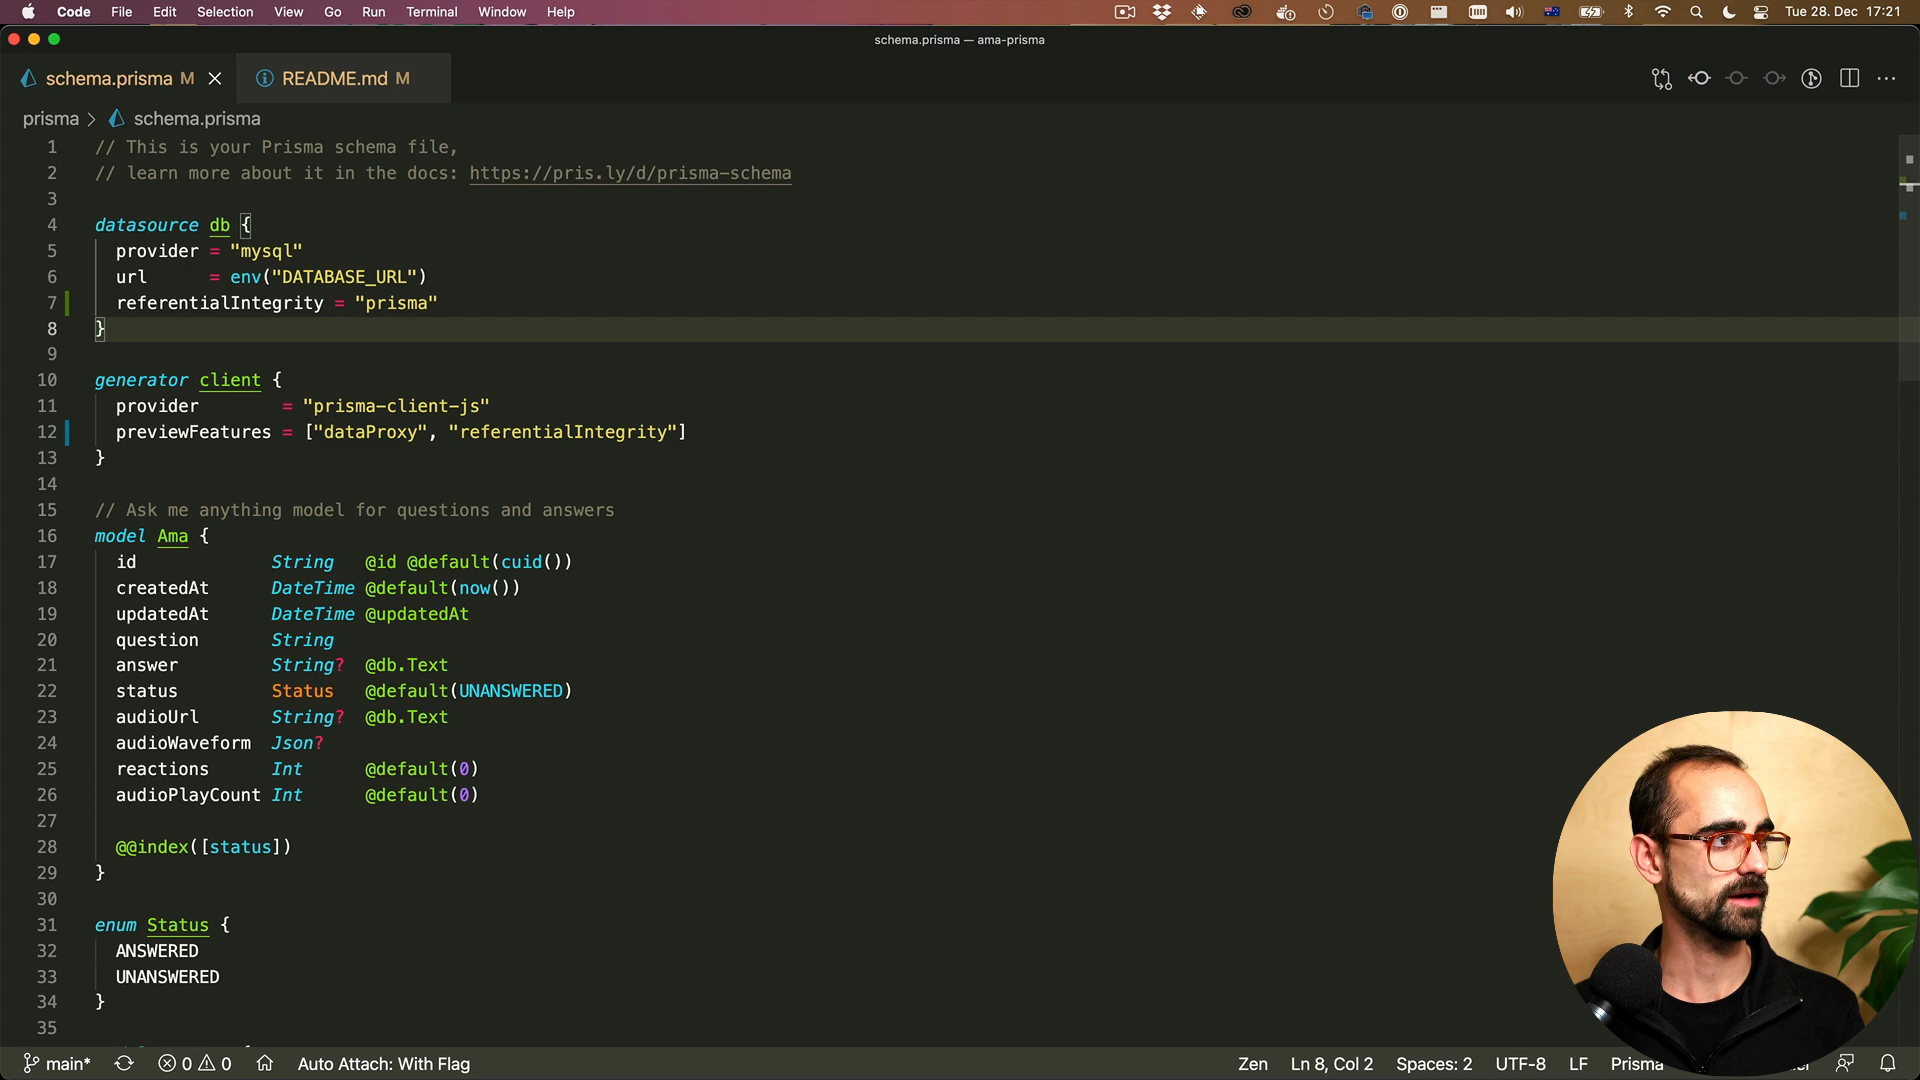 Code File Edit Selection View Go Run Terminal Window Help Tue 28. Dec 17:21
schema.prisma — ama-prisma
schema.prisma M README.md M
prisma > schema.prisma
1 // This is your Prisma schema file,
2 // learn more about it in the docs: https://pris.ly/d/prisma-schema
3
4 datasource db {
5 provider = "mysql"
6 url = env("DATABASE_URL")
7 referentialIntegrity = "prisma"
8 }
9
10 generator client {
11 provider = "prisma-client-js"
12 previewFeatures = ["dataProxy", "referentialIntegrity"]
13 }
14
15 // Ask me anything model for questions and answers
16 model Ama {
17 id String @id @default(cuid())
18 createdAt DateTime @default(now())
19 updatedAt DateTime @updatedAt
20 question String
21 answer String? @db.Text
22 status Status @default(UNANSWERED)
23 audioUrl String? @db.Text
24 audioWaveform Json?
25 reactions Int @default(0)
26 audioPlayCount Int @default(0)
27
28 @@index([status])
29 }
30
31 enum Status {
32 ANSWERED
33 UNANSWERED
34 }
35
main* 0 0 Auto Attach: With Flag Zen Ln 8, Col 2 Spaces: 2 UTF-8 LF Prisma